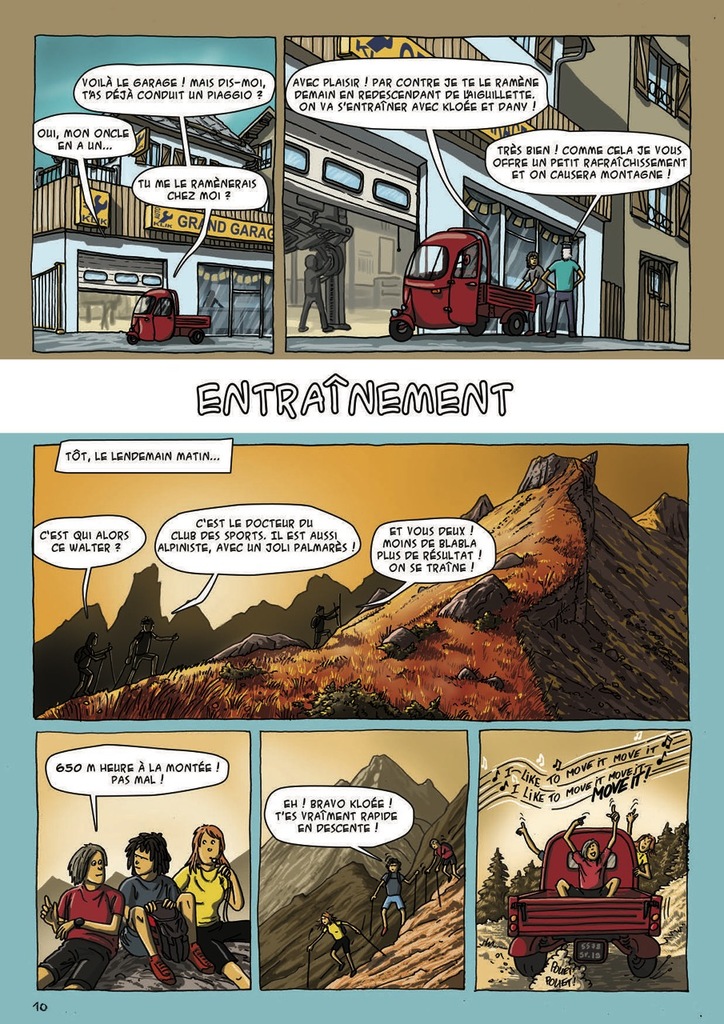 VOILÀ LE GARAGE ! MAIS DIS-MOI,
T'AS DÉJÀ CONDUIT UN PIAGGIO ?
OUI, MON ONCLE
EN A UN...
TU ME LE RAMÈNERAIS
CHEZ MOI ?
KLIK
GRAND GARAG
AVEC PLAISIR ! PAR CONTRE JE TE LE RAMÈNE
DEMAIN EN REDESCENDANT DE L'AIGUILLETTE.
ON VA S'ENTRAÎNER AVEC KLOÉE ET DANY !
TRÈS BIEN ! COMME CELA JE VOUS
OFFRE UN PETIT RAFRAÎCHISSEMENT
ET ON CAUSERA MONTAGNE !
ENTRAÎNEMENT
TÔT, LE LENDEMAIN MATIN...
C'EST QUI ALORS
CE WALTER ?
C'EST LE DOCTEUR DU
CLUB DES SPORTS. IL EST AUSSI
ALPINISTE, AVEC UN JOLI PALMARÈS !
ET VOUS DEUX !
MOINS DE BLABLA
PLUS DE RÉSULTAT !
ON SE TRAÎNE !
650 M HEURE À LA MONTÉE !
PAS MAL !
EH ! BRAVO KLOÉE !
T'ES VRAÎMENT RAPIDE
EN DESCENTE !
I LIKE TO MOVE IT MOVE IT
I LIKE TO MOVE IT MOVE IT
MOVE IT!
POUET!
POUET!
10